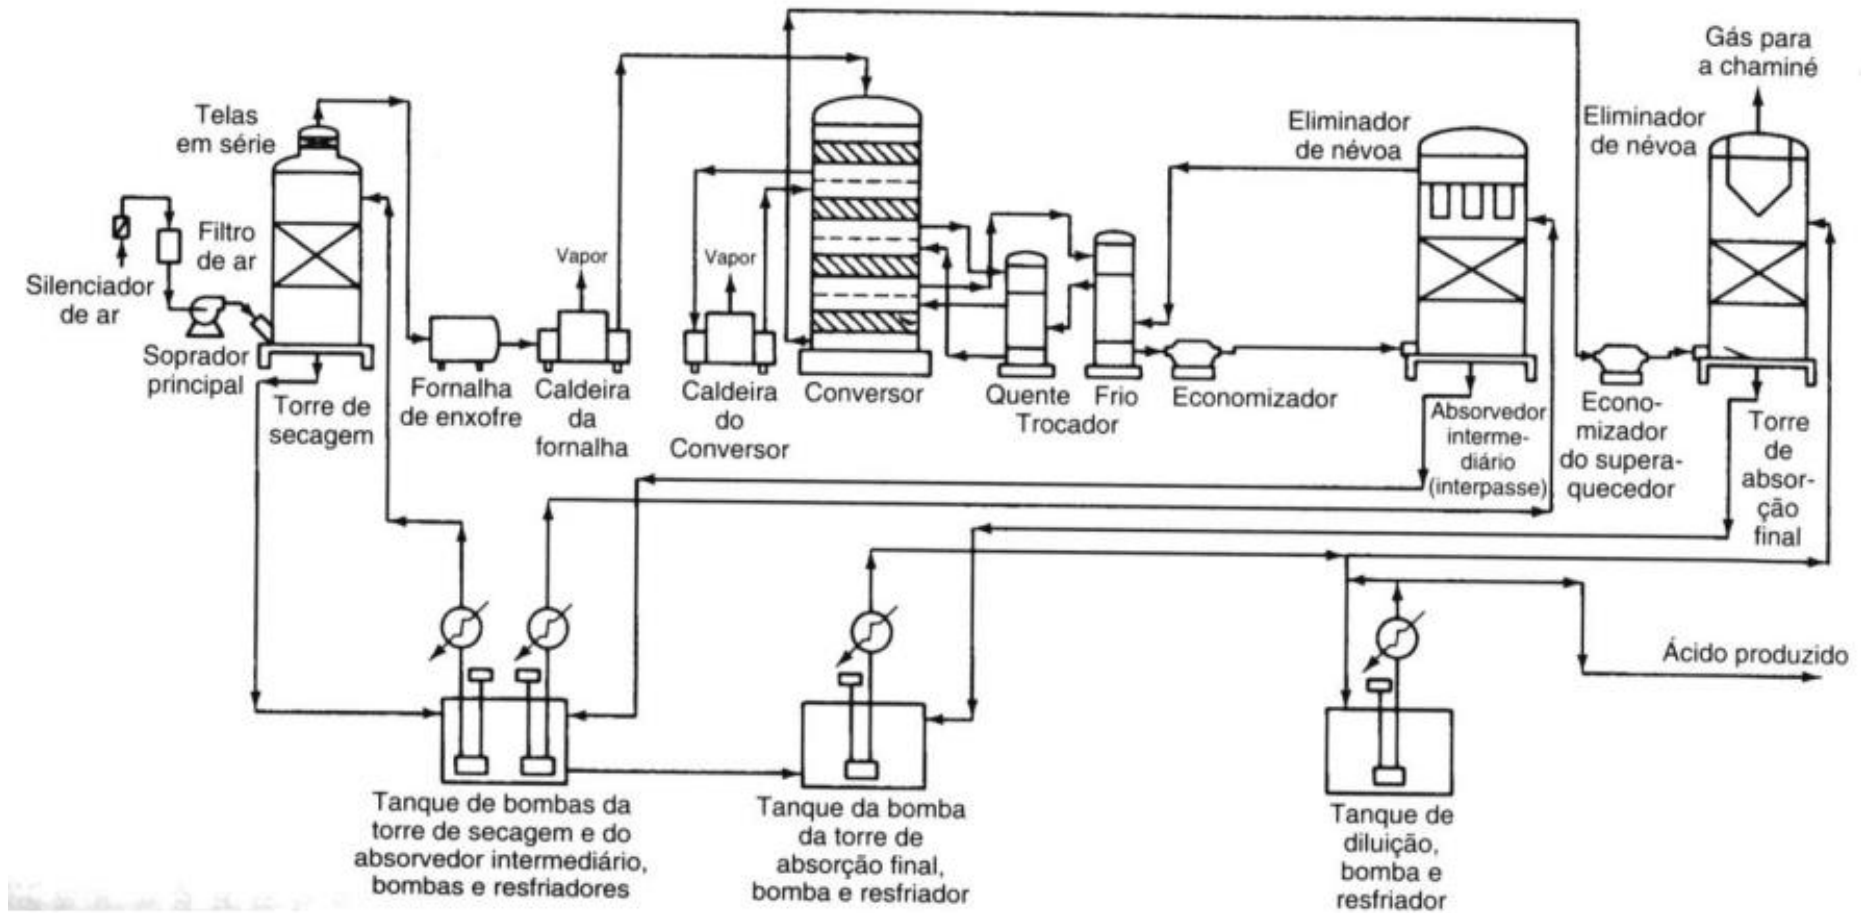 Gás para
a chaminé
Telas
em série
Eliminador
de névoa
Eliminador
de névoa
Filtro
de ar
Silenciador
de ar
Vapor
Vapor
Soprador
principal
Torre de
secagem
Fornalha
de enxofre
Caldeira
da
fornalha
Caldeira
do
Conversor
Conversor
Quente
Frio
Trocador
Economizador
Absorvedor
interme-
diário
(interpasse)
Econo-
mizador
do supera-
quecedor
Torre
de
absor-
ção
final
Ácido produzido
Tanque de bombas da
torre de secagem e do
absorvedor intermediário,
bombas e resfriadores
Tanque da bomba
da torre de
absorção final,
bomba e resfriador
Tanque de
diluição,
bomba e
resfriador